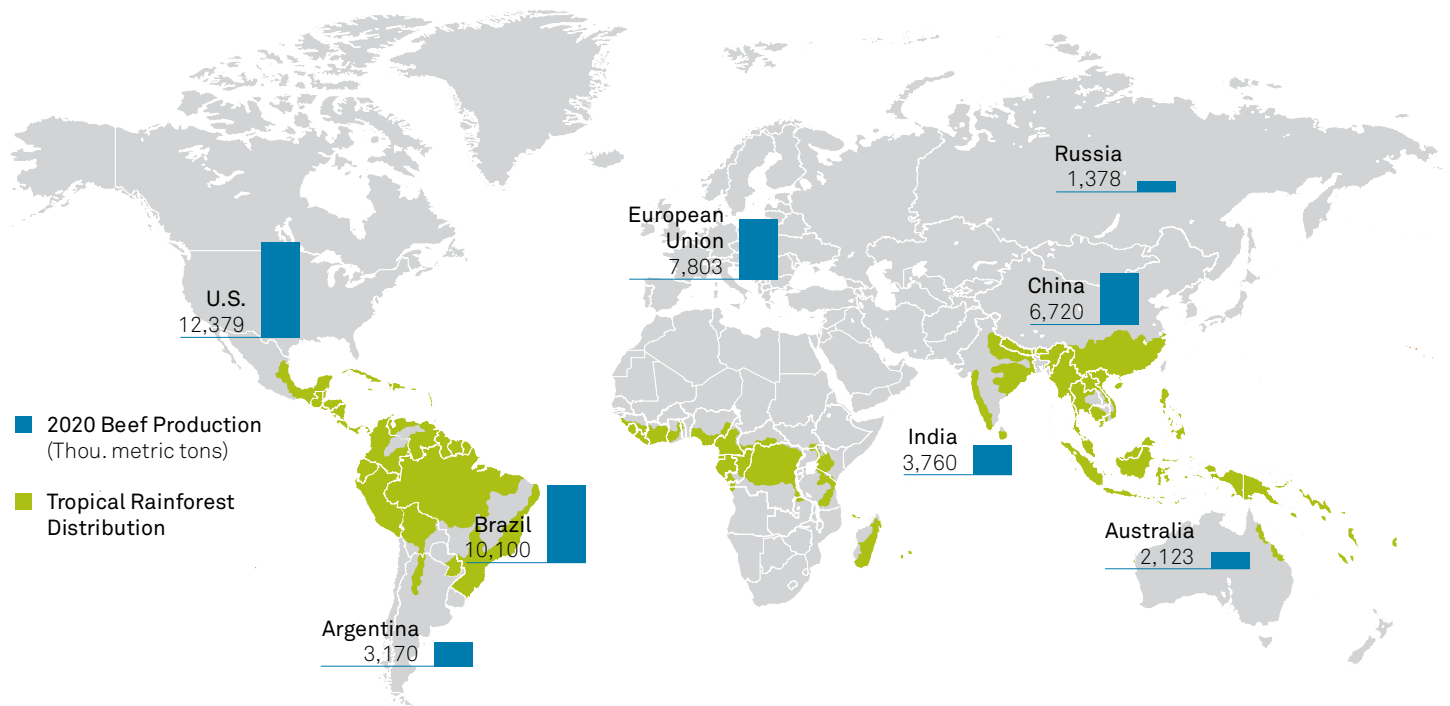 Russia
1,378
European
Union
7,803
China
6,720
U.S.
12,379
2020 Beef Production
(Thou. metric tons)
India
3,760
Tropical Rainforest
Distribution
Brazil
10,100
Australia
2,123
Argentina
3,170